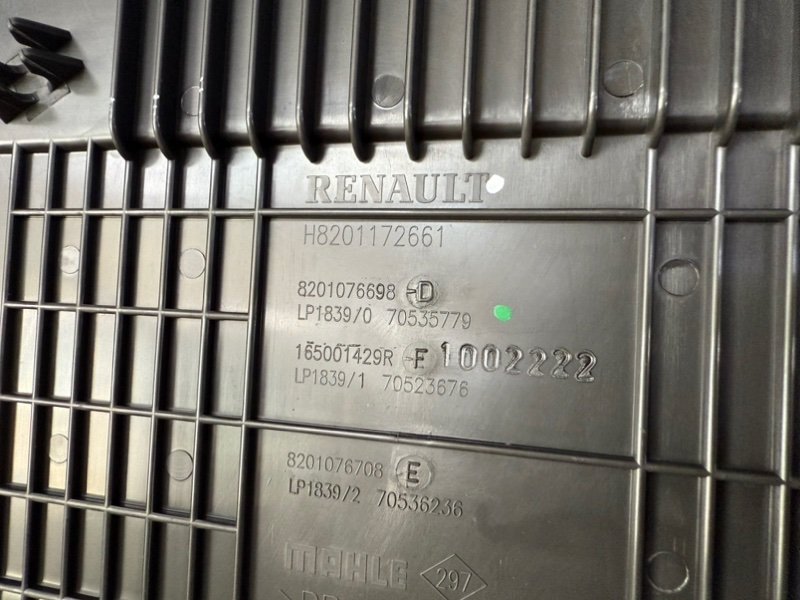 RENAULT
H8201172661
8201076698 -D
LP1839/0 70535779
165001429R -F 1002222
LP1839/1 70523676
8201076708 E
LP1839/2 70536236
MAHLE 297